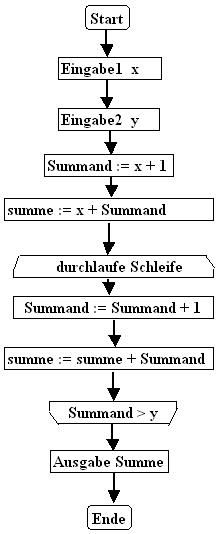 Start
Eingabe1 x
Eingabe2 y
Summand := x + 1
summe := x + Summand
durchlaufe Schleife
Summand := Summand + 1
summe := summe + Summand
Summand > y
Ausgabe Summe
Ende